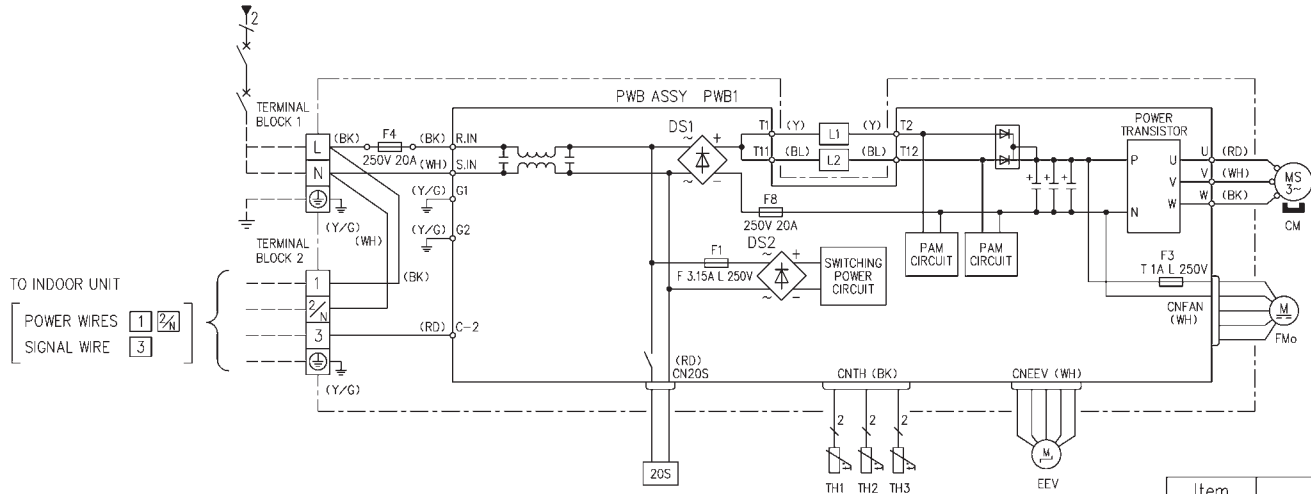 2
TERMINAL
BLOCK 1
L
N
(BK)
F4
250V 20A
(BK)
R.IN
(WH)
S.IN
(Y/G)
G1
(Y/G)
G2
(Y/G)
(WH)
(BK)
PWB ASSY PWB1
DS1
~
+
~
−
T1
(Y)
L1
(Y)
T2
T11
(BL)
L2
(BL)
T12
F8
250V 20A
+
+
+
POWER
TRANSISTOR
P
N
U
V
W
U
(RD)
V
(WH)
W
(BK)
MS
3~
CM
PAM
CIRCUIT
PAM
CIRCUIT
F1
F 3.15A L 250V
DS2
~
+
~
−
SWITCHING
POWER
CIRCUIT
F3
T 1A L 250V
CNFAN
(WH)
M
FMo
TERMINAL
BLOCK 2
TO INDOOR UNIT
POWER WIRES 1 2/N
SIGNAL WIRE 3
1
2/N
3
(RD)
C-2
(Y/G)
(RD)
CN20S
20S
CNTH (BK)
2
2
2
TH1
TH2
TH3
CNEEV (WH)
M
EEV
Item